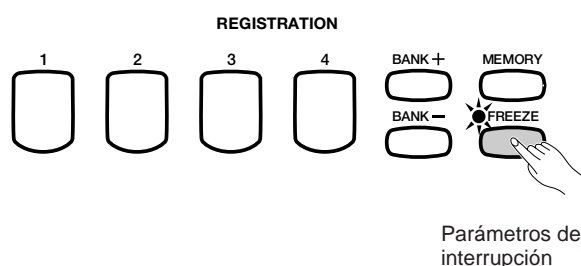 REGISTRATION
1 2 3 4 BANK + MEMORY
BANK − FREEZE
Parámetros de
interrupción